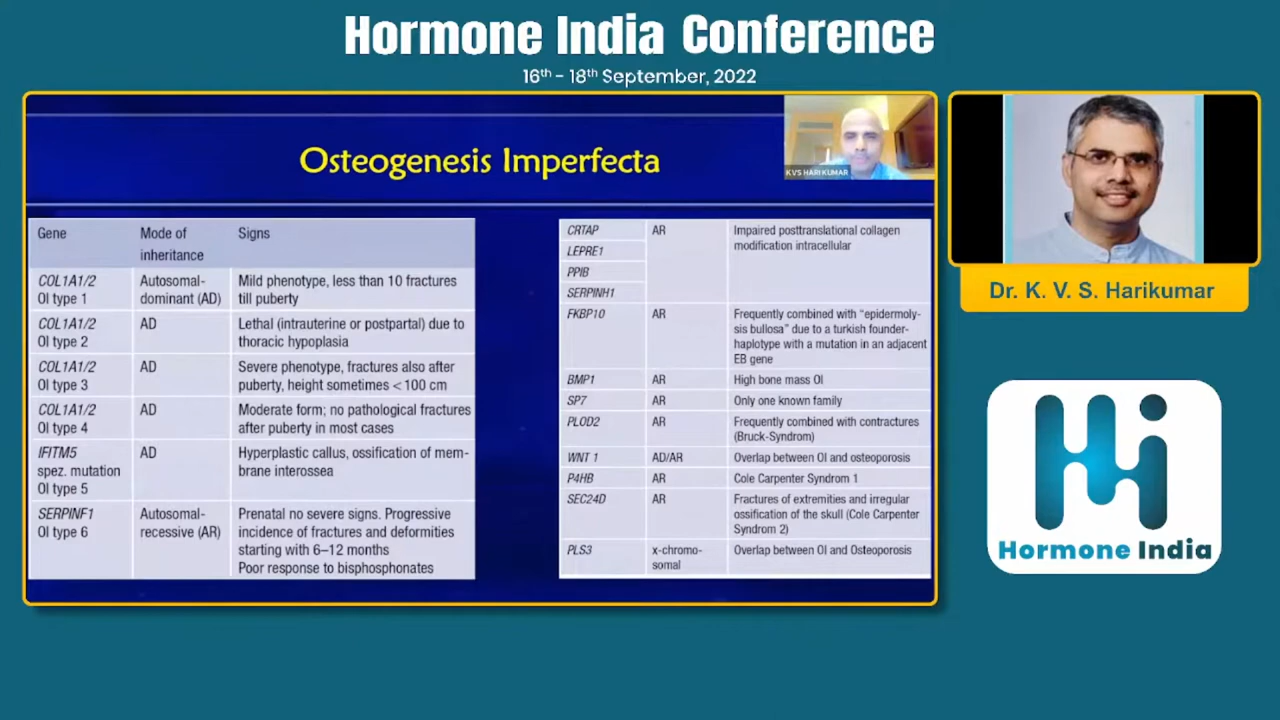 Hormone India Conference
16th - 18th September, 2022
Osteogenesis Imperfecta
K V S HARI KUMAR
Gene Mode of inheritance Signs
COL1A1/2 Autosomal- Mild phenotype, less than 10 fractures
OI type 1 dominant (AD) till puberty
COL1A1/2 AD Lethal (intrauterine or postpartal) due to
OI type 2 thoracic hypoplasia
COL1A1/2 AD Severe phenotype, fractures also after
OI type 3 puberty, height sometimes < 100 cm
COL1A1/2 AD Moderate form; no pathological fractures
OI type 4 after puberty in most cases
IFITM5 AD Hyperplastic callus, ossification of mem-
spez. mutation brane interossea
OI type 5
SERPINF1 Autosomal- Prenatal no severe signs. Progressive
OI type 6 recessive (AR) incidence of fractures and deformities
starting with 6–12 months
Poor response to bisphosphonates
CRTAP AR Impaired posttranslational collagen
modification intracellular
LEPRE1
PPIB
SERPINH1
FKBP10 AR Frequently combined with "epidermoly-
sis bullosa" due to a turkish founder-
haplotype with a mutation in an adjacent
EB gene
BMP1 AR High bone mass OI
SP7 AR Only one known family
PLOD2 AR Frequently combined with contractures
(Bruck-Syndrom)
WNT 1 AD/AR Overlap between OI and osteoporosis
P4HB AR Cole Carpenter Syndrom 1
SEC24D AR Fractures of extremities and irregular
ossification of the skull (Cole Carpenter
Syndrom 2)
PLS3 x-chromo- Overlap between OI and Osteoporosis
somal
Dr. K. V. S. Harikumar
Hi
Hormone India